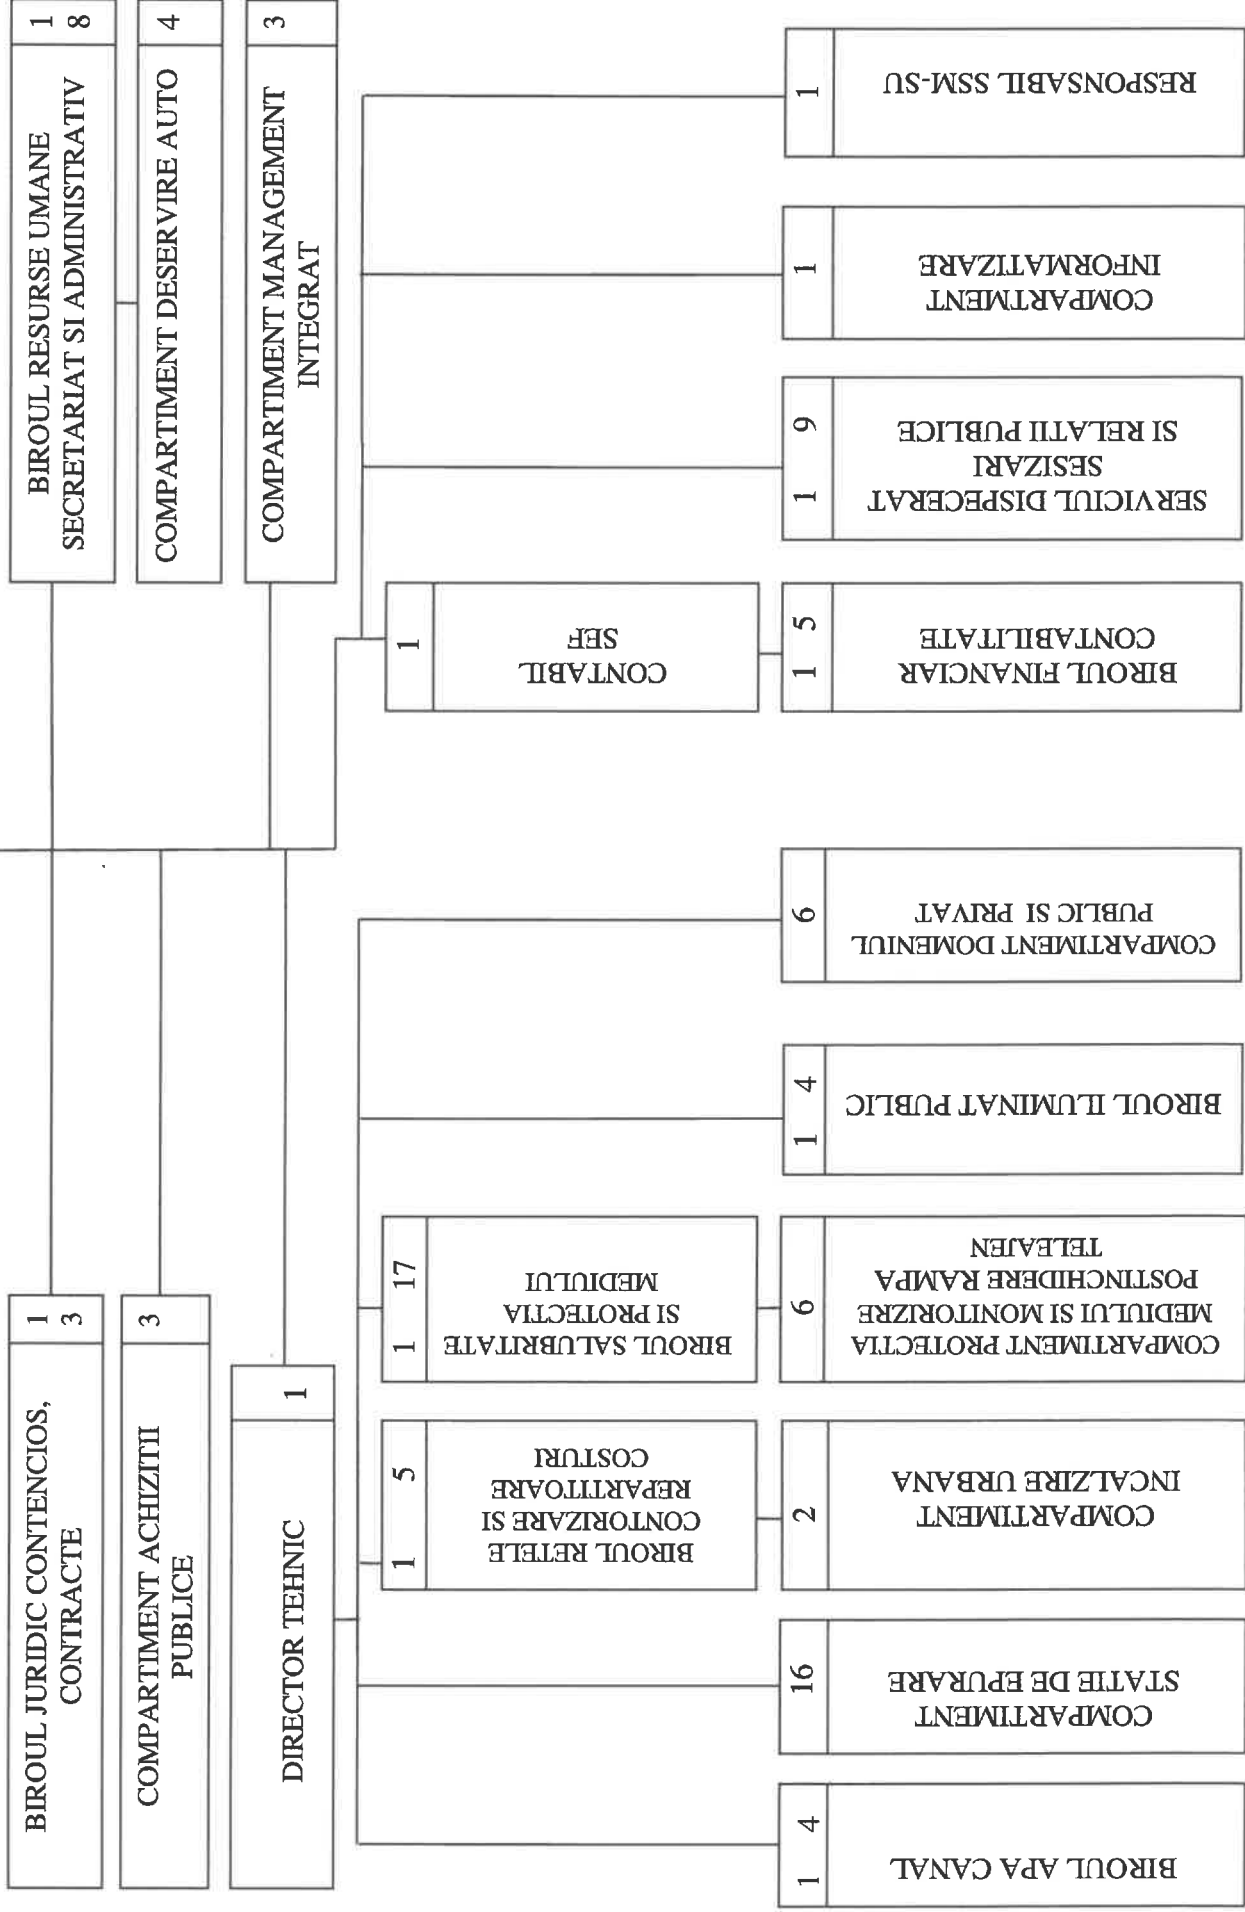 BIROUL JURIDIC CONTENCIOS,
CONTRACTE
1
3
BIROUL RESURSE UMANE
SECRETARIAT SI ADMINISTRATIV
1
8
COMPARTIMENT ACHIZITII
PUBLICE
3
COMPARTIMENT DESERVIRE AUTO
4
DIRECTOR TEHNIC
1
COMPARTIMENT MANAGEMENT
INTEGRAT
3
1 5
BIROUL RETELE
CONTORIZARE SI
REPARTITOARE
COSTURI
1 17
BIROUL SALUBRITATE
SI PROTECTIA
MEDIULUI
1
CONTABIL
SEF
1 4
BIROUL APA CANAL
16
COMPARTIMENT
STATIE DE EPURARE
2
COMPARTIMENT
INCALZIRE URBANA
6
COMPARTIMENT PROTECTIA
MEDIULUI SI MONITORIZRE
POSTINCHIDERE RAMPA
TELEAJEN
1 4
BIROUL ILUMINAT PUBLIC
6
COMPARTIMENT DOMENIUL
PUBLIC SI PRIVAT
1 5
BIROUL FINANCIAR
CONTABILITATE
1 9
SERVICIUL DISPECERAT
SESIZARI
SI RELATII PUBLICE
1
COMPARTMENT
INFORMATIZARE
1
RESPONSABIL SSM-SU